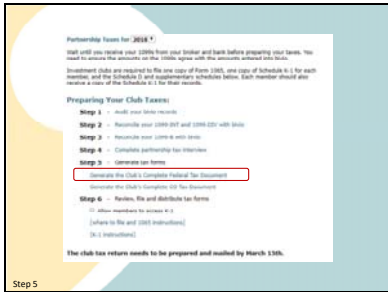 Partnership Taxes for 2016
Wait until you receive your 1099s from your broker and bank before preparing your taxes. You
need to ensure the amounts on the 1099s agree with the amounts entered into bivio.
Investment clubs are required to file one copy of Form 1065, one copy of Schedule K-1 for each
member, and the Schedule D and supplementary schedules below. Each member should also
receive a copy of the Schedule K-1 for their records.
Preparing Your Club Taxes:
Step 1 - Audit your bivio records
Step 2 - Reconcile your 1099-INT and 1099-DIV with bivio
Step 3 - Reconcile your 1099-B with bivio
Step 4 - Complete partnership tax interview
Step 5 - Generate tax forms
Generate the Club's Complete Federal Tax Document
Generate the Club's Complete Tax Document
Step 6 - Review, file and distribute tax forms
Allow members to access K-1
[where to file and 1065 instructions]
[K-1 instructions]
The club tax return needs to be prepared and mailed by March 15th.
Step 5